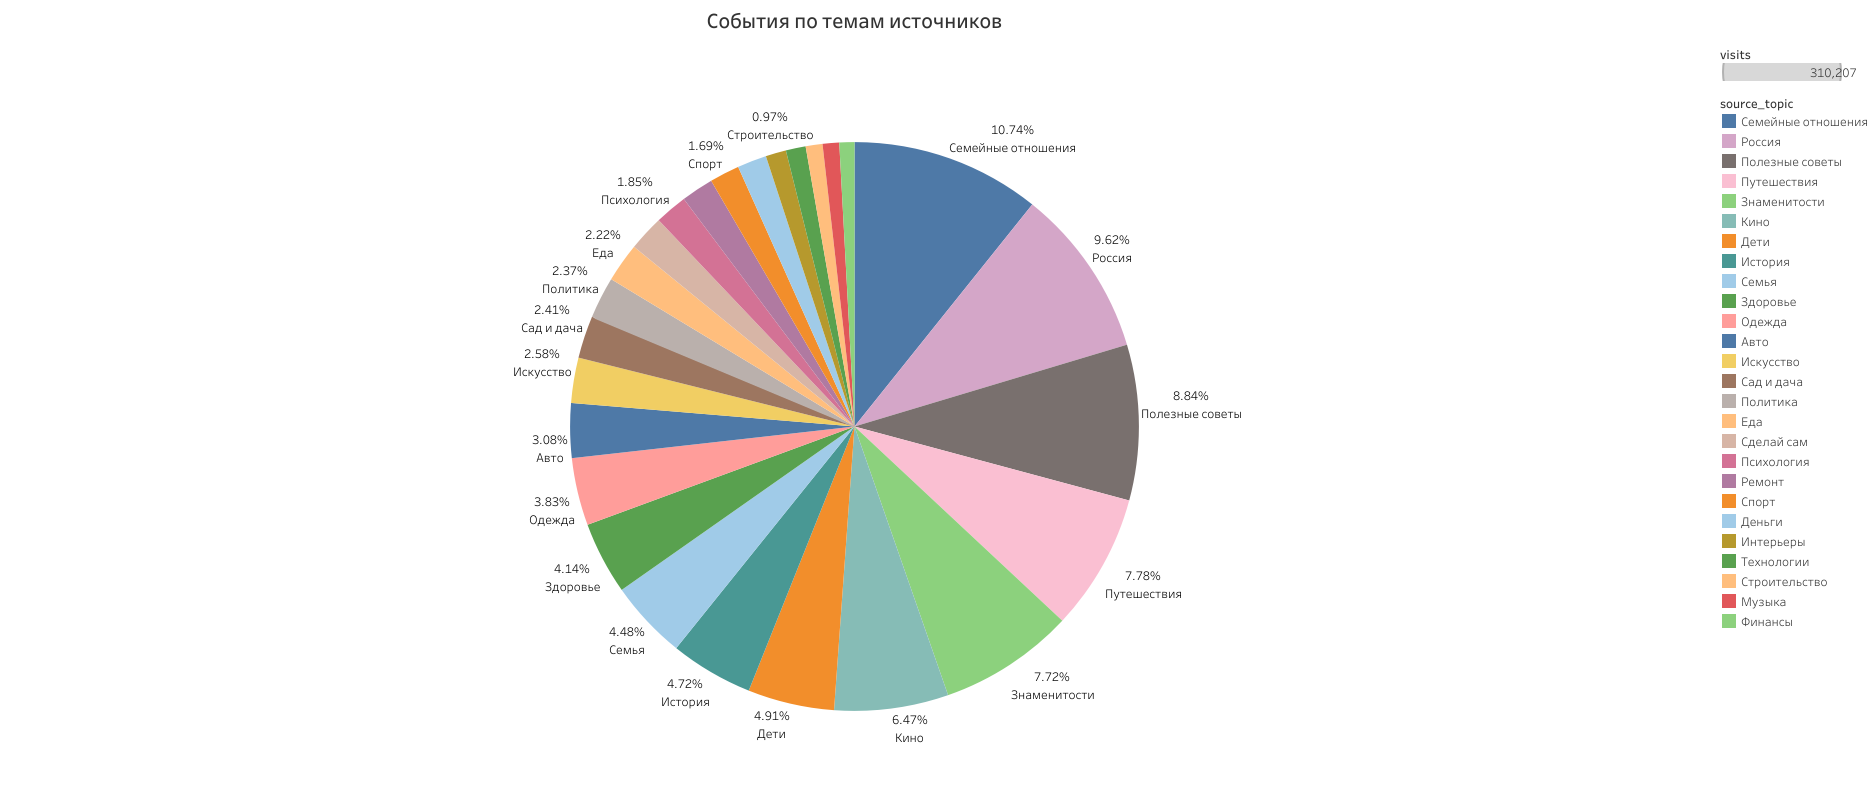 События по темам источников
visits
310,207
source_topic
Семейные отношения
Россия
Полезные советы
Путешествия
Знаменитости
Кино
Дети
История
Семья
Здоровье
Одежда
Авто
Искусство
Сад и дача
Политика
Еда
Сделай сам
Психология
Ремонт
Спорт
Деньги
Интерьеры
Технологии
Строительство
Музыка
Финансы
10.74%
Семейные отношения
9.62%
Россия
8.84%
Полезные советы
7.78%
Путешествия
7.72%
Знаменитости
6.47%
Кино
4.91%
Дети
4.72%
История
4.48%
Семья
4.14%
Здоровье
3.83%
Одежда
3.08%
Авто
2.58%
Искусство
2.41%
Сад и дача
2.37%
Политика
2.22%
Еда
1.85%
Психология
1.69%
Спорт
0.97%
Строительство